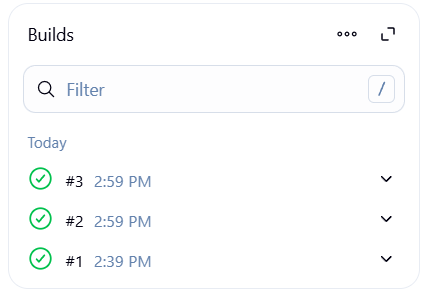 Builds
Filter /
Today
#3 2:59 PM
#2 2:59 PM
#1 2:39 PM